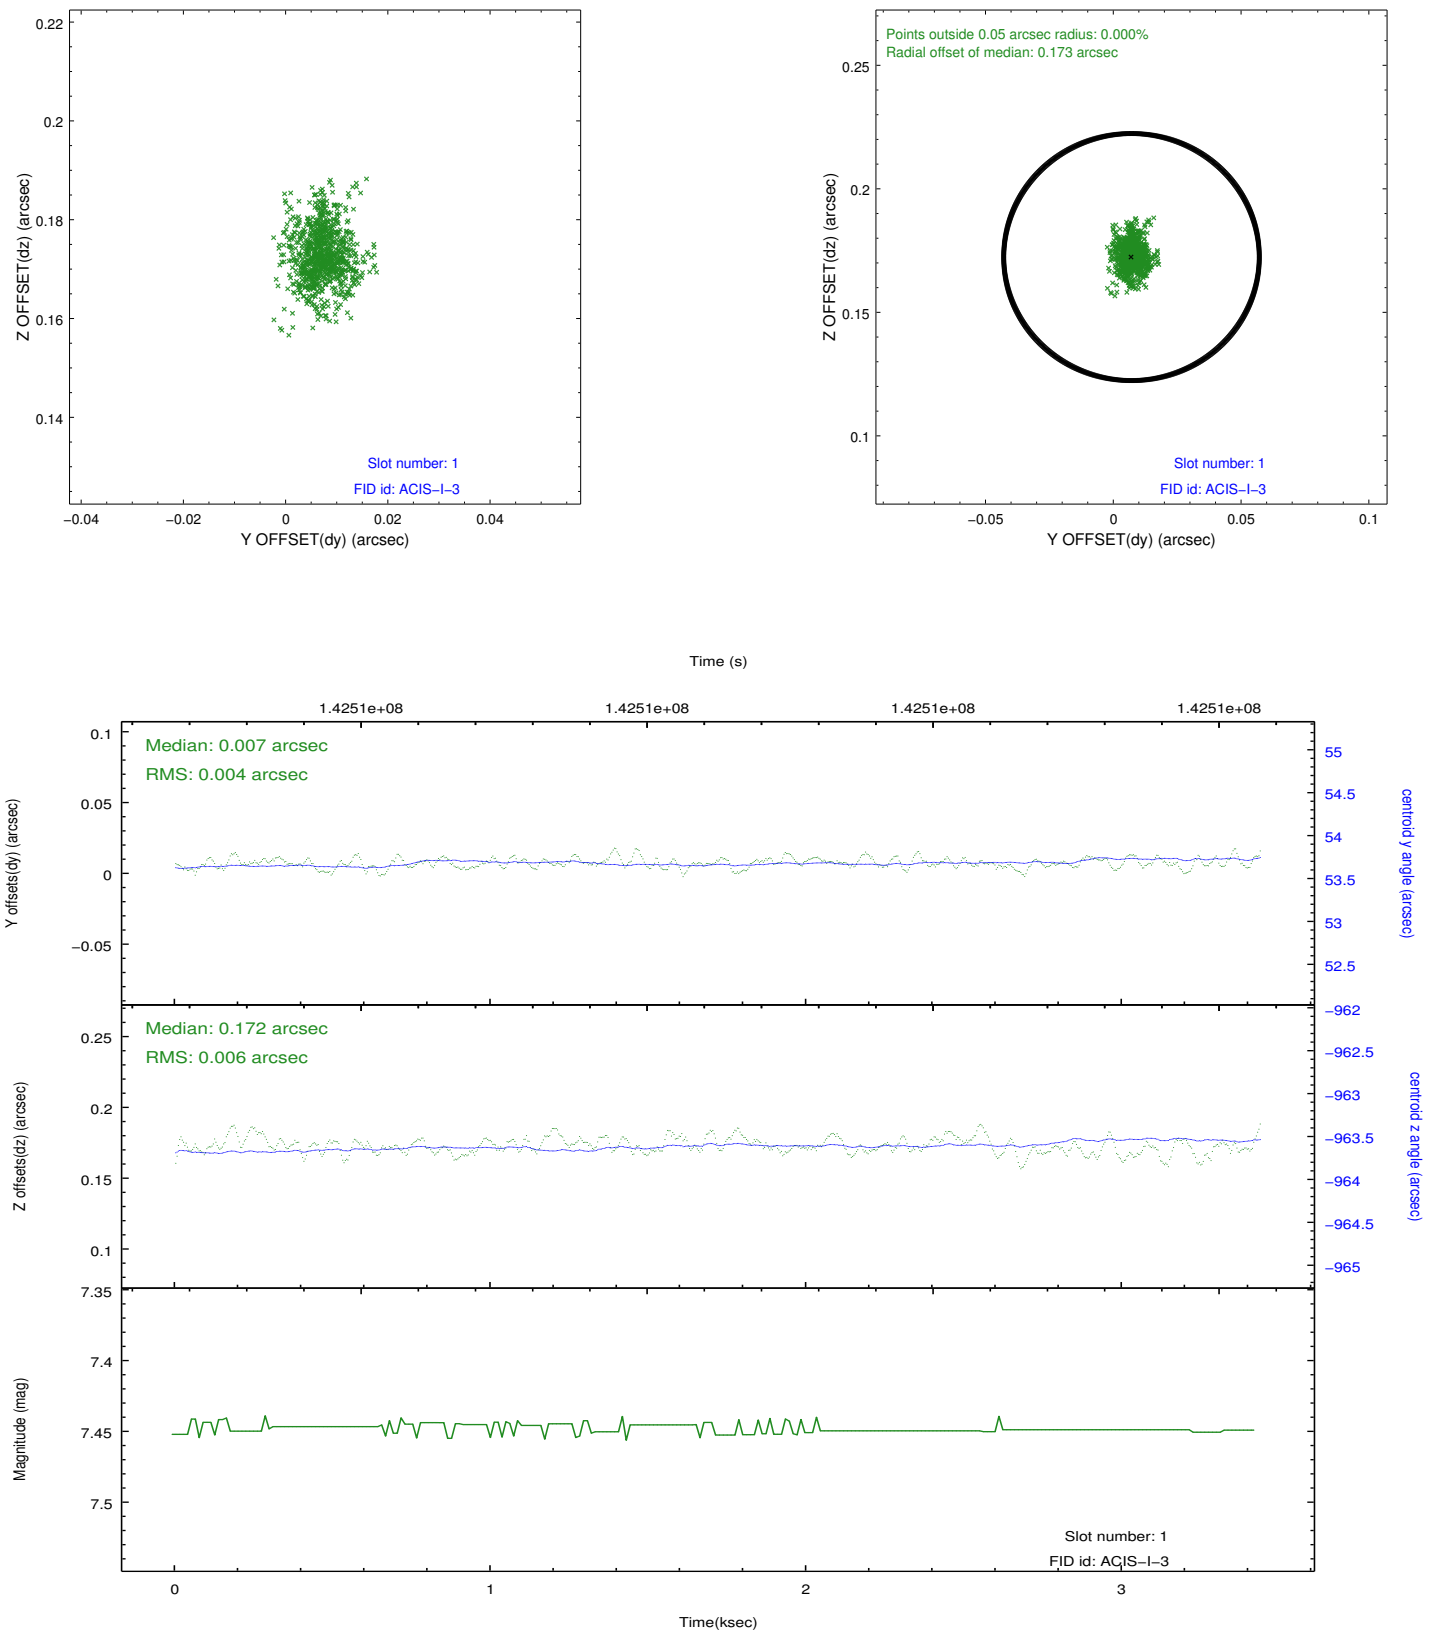 0.22
0.2
0.18
0.16
0.14
Z OFFSET(dz) (arcsec)
−0.04
−0.02
0
0.02
0.04
Y OFFSET(dy) (arcsec)
Slot number: 1
FID id: ACIS−I−3
Points outside 0.05 arcsec radius: 0.000%
Radial offset of median: 0.173 arcsec
0.25
0.2
0.15
0.1
Z OFFSET(dz) (arcsec)
−0.05
0
0.05
0.1
Y OFFSET(dy) (arcsec)
Slot number: 1
FID id: ACIS−I−3
Time (s)
1.4251e+08
1.4251e+08
1.4251e+08
1.4251e+08
Median: 0.007 arcsec
RMS: 0.004 arcsec
0.1
0.05
0
−0.05
Y offsets(dy) (arcsec)
55
54.5
54
53.5
53
52.5
centroid y angle (arcsec)
Median: 0.172 arcsec
RMS: 0.006 arcsec
0.25
0.2
0.15
0.1
Z offsets(dz) (arcsec)
−962
−962.5
−963
−963.5
−964
−964.5
−965
centroid z angle (arcsec)
7.35
7.4
7.45
7.5
Magnitude (mag)
Slot number: 1
FID id: ACIS−I−3
0
1
2
3
Time(ksec)